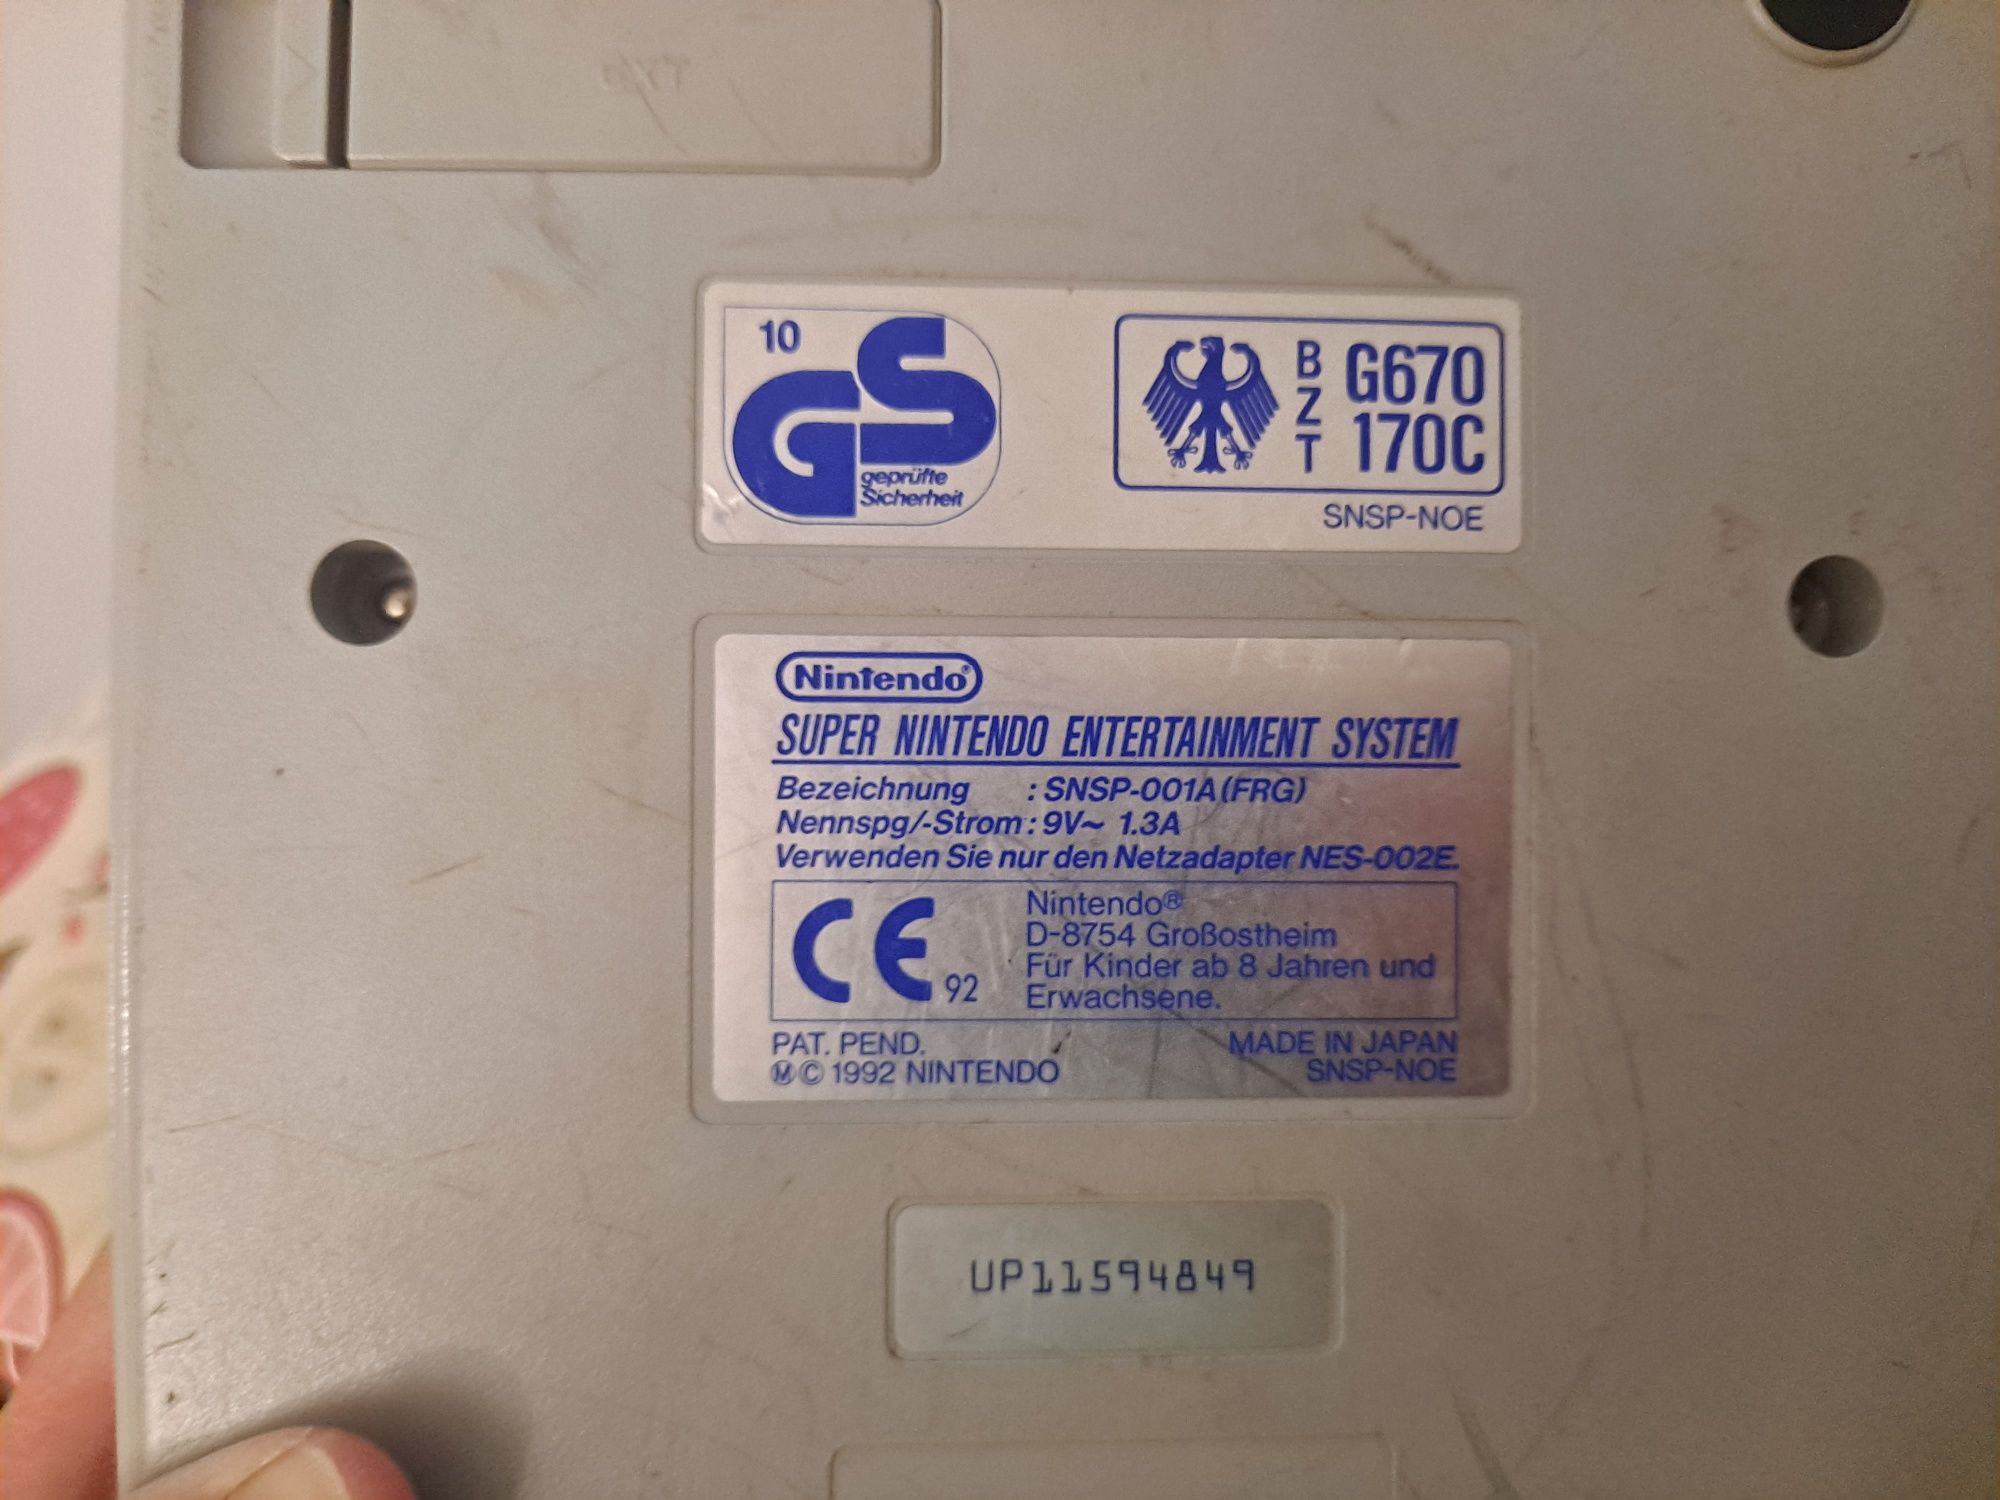 10
GS
geprüfte
Sicherheit
BZT
G670
170C
SNSP-NOE
Nintendo®
SUPER NINTENDO ENTERTAINMENT SYSTEM
Bezeichnung : SNSP-001A(FRG)
Nennspg/-Strom: 9V~ 1.3A
Verwenden Sie nur den Netzadapter NES-002E.
CE 92
Nintendo®
D-8754 Großostheim
Für Kinder ab 8 Jahren und
Erwachsene.
PAT. PEND. MADE IN JAPAN
Ⓜ© 1992 NINTENDO SNSP-NOE
UP11594849